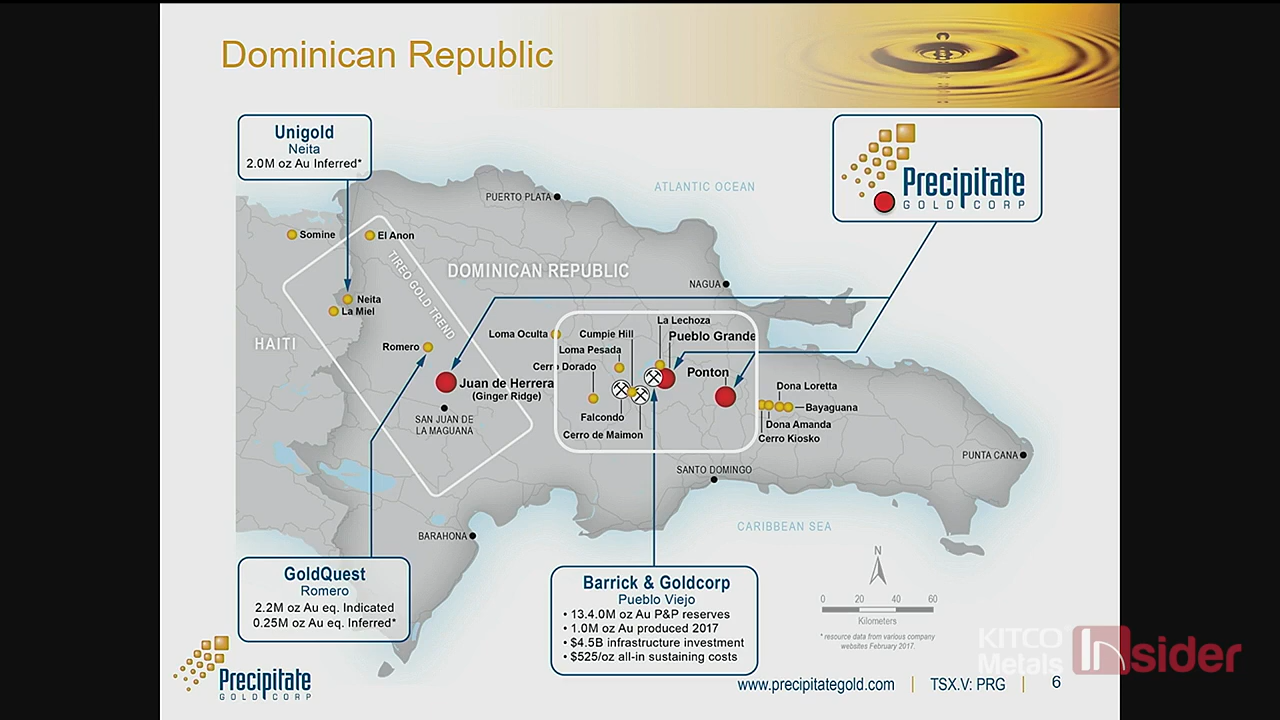 Dominican Republic
Unigold
Neita
2.0M oz Au Inferred*
Precipitate
GOLD CORP
ATLANTIC OCEAN
PUERTO PLATA
Somine
El Anon
TIREO GOLD TREND
DOMINICAN REPUBLIC
NAGUA
Neita
La Miel
HAITI
Romero
Loma Oculta
Cumpie Hill
La Lechoza
Pueblo Grande
Loma Pesada
Cerro Dorado
Ponton
Juan de Herrera
(Ginger Ridge)
Dona Loretta
Bayaguana
Falcondo
Dona Amanda
Cerro de Maimon
Cerro Kiosko
SAN JUAN DE
LA MAGUANA
PUNTA CANA
SANTO DOMINGO
CARIBBEAN SEA
BARAHONA
GoldQuest
Romero
2.2M oz Au eq. Indicated
0.25M oz Au eq. Inferred*
Barrick & Goldcorp
Pueblo Viejo
• 13.4.0M oz Au P&P reserves
• 1.0M oz Au produced 2017
• $4.5B infrastructure investment
• $525/oz all-in sustaining costs
N
0 20 40 60
Kilometers
* resource data from various company
websites February 2017.
KITCO
Metals
Insider
Precipitate
GOLD CORP
www.precipitategold.com | TSX.V: PRG | 6